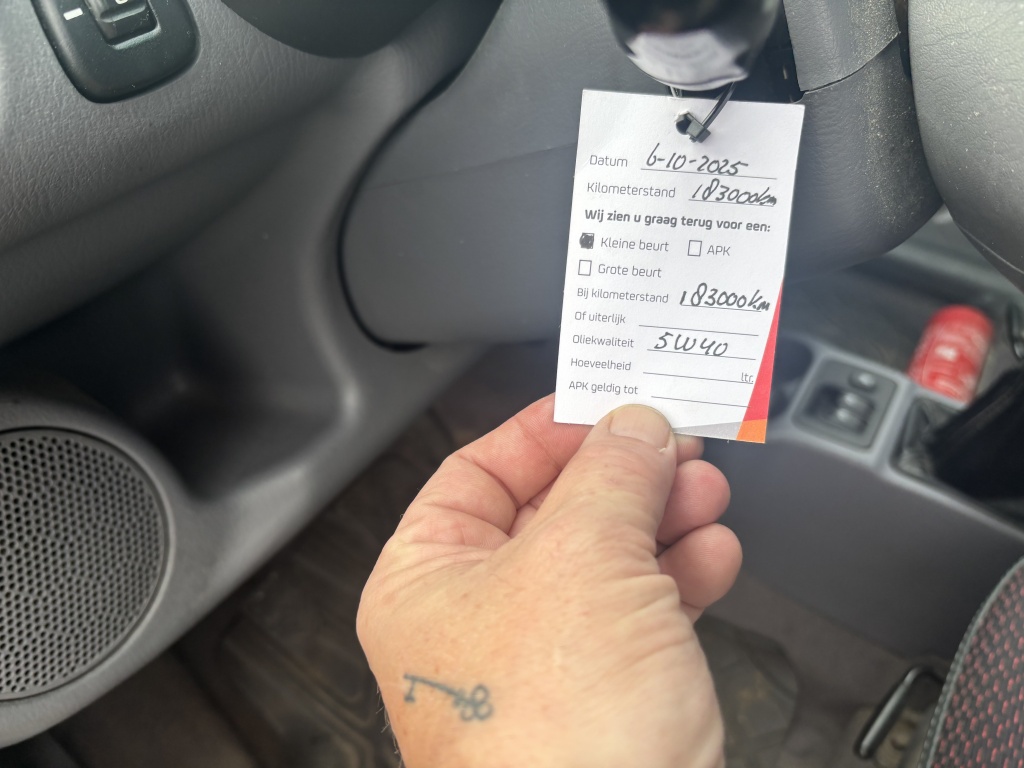 Datum 6-10-2025
Kilometerstand 183000km
Wij zien u graag terug voor een:
Kleine beurt APK
Grote beurt
Bij kilometerstand 183000km
Of uiterlijk
Oliekwaliteit 5W40
Hoeveelheid ltr.
APK geldig tot